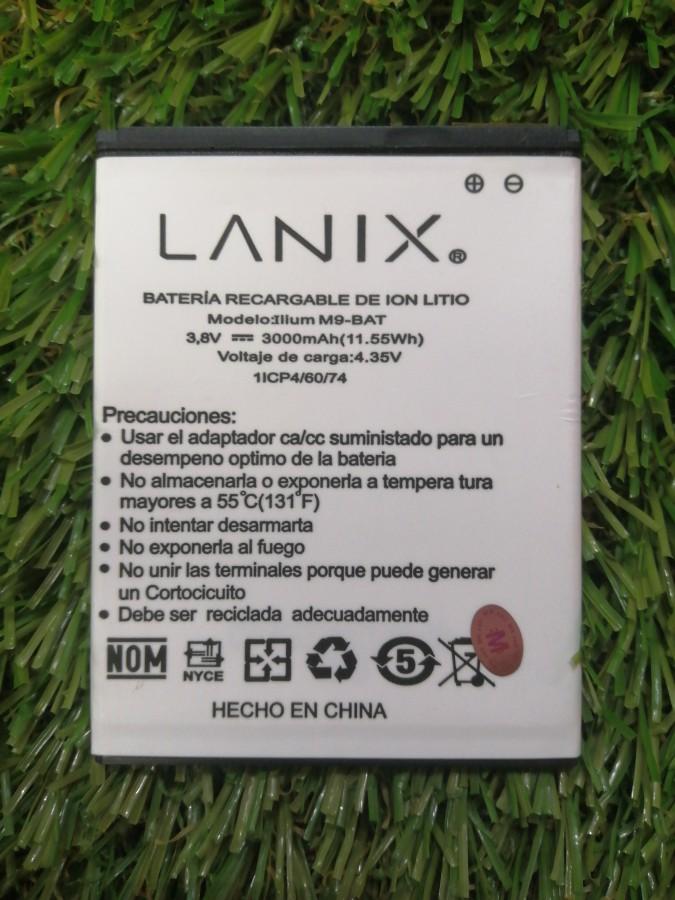 LANIX®
BATERÍA RECARGABLE DE ION LITIO
Modelo:Ilium M9-BAT
3,8V 3000mAh(11.55Wh)
Voltaje de carga:4.35V
1ICP4/60/74
Precauciones:
• Usar el adaptador ca/cc suministado para un
desempeno optimo de la bateria
• No almacenarla o exponerla a tempera tura
mayores a 55°C(131°F)
• No intentar desarmarta
• No exponerla al fuego
• No unir las terminales porque puede generar
un Cortocicuito
• Debe ser reciclada adecuadamente
NOM NYCE 5 M
HECHO EN CHINA